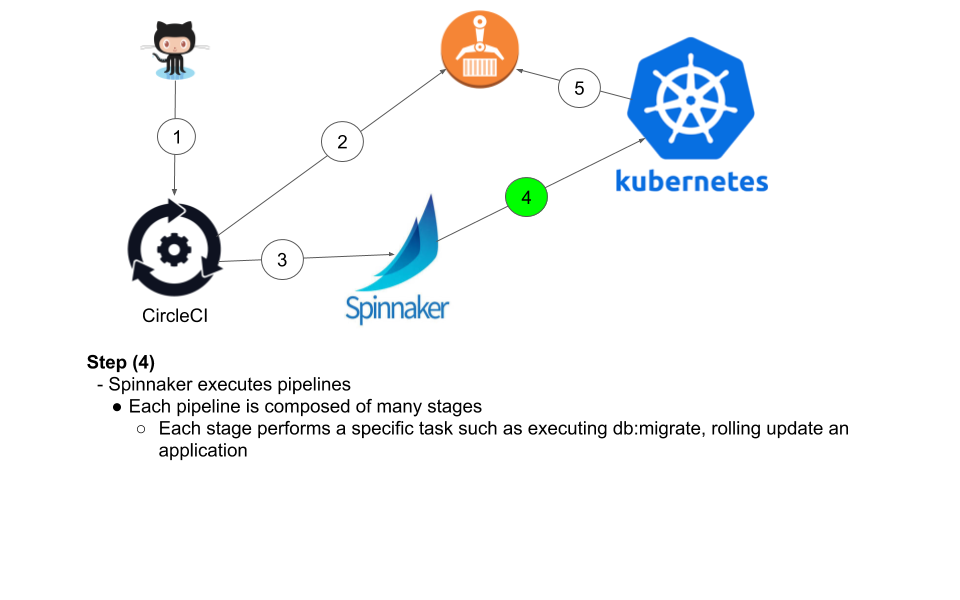 1
2
5
kubernetes
4
3
CircleCI
Spinnaker
Step (4)
- Spinnaker executes pipelines
● Each pipeline is composed of many stages
○ Each stage performs a specific task such as executing db:migrate, rolling update an
application